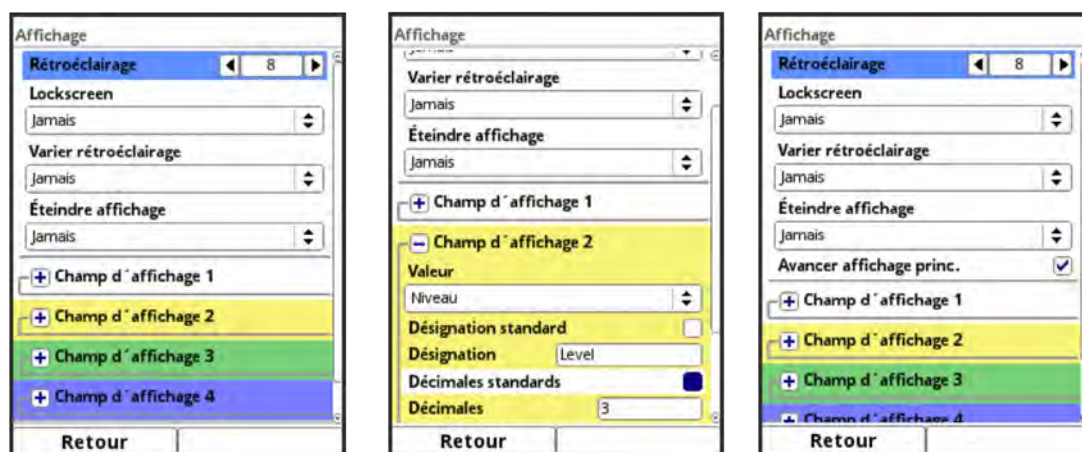 Affichage
Rétroéclairage 8
Lockscreen
Jamais
Varier rétroéclairage
Jamais
Éteindre affichage
Jamais
Champ d´affichage 1
Champ d´affichage 2
Champ d´affichage 3
Champ d´affichage 4
Retour
Affichage
Jamais
Varier rétroéclairage
Jamais
Éteindre affichage
Jamais
Champ d´affichage 1
Champ d´affichage 2
Valeur
Niveau
Désignation standard
Désignation Level
Décimales standards
Décimales 3
Retour
Affichage
Rétroéclairage 8
Lockscreen
Jamais
Varier rétroéclairage
Jamais
Éteindre affichage
Jamais
Avancer affichage princ.
Champ d´affichage 1
Champ d´affichage 2
Champ d´affichage 3
Champ d´affichage 4
Retour